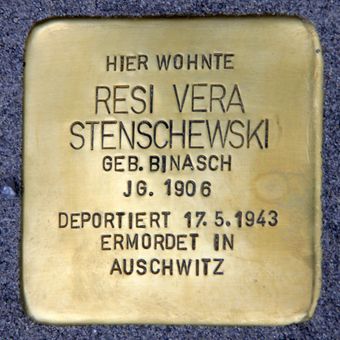 HIER WOHNTE
RESI VERA
STENSCHEWSKI
GEB. BINASCH
JG. 1906
DEPORTIERT 17.5.1943
ERMORDET IN
AUSCHWITZ